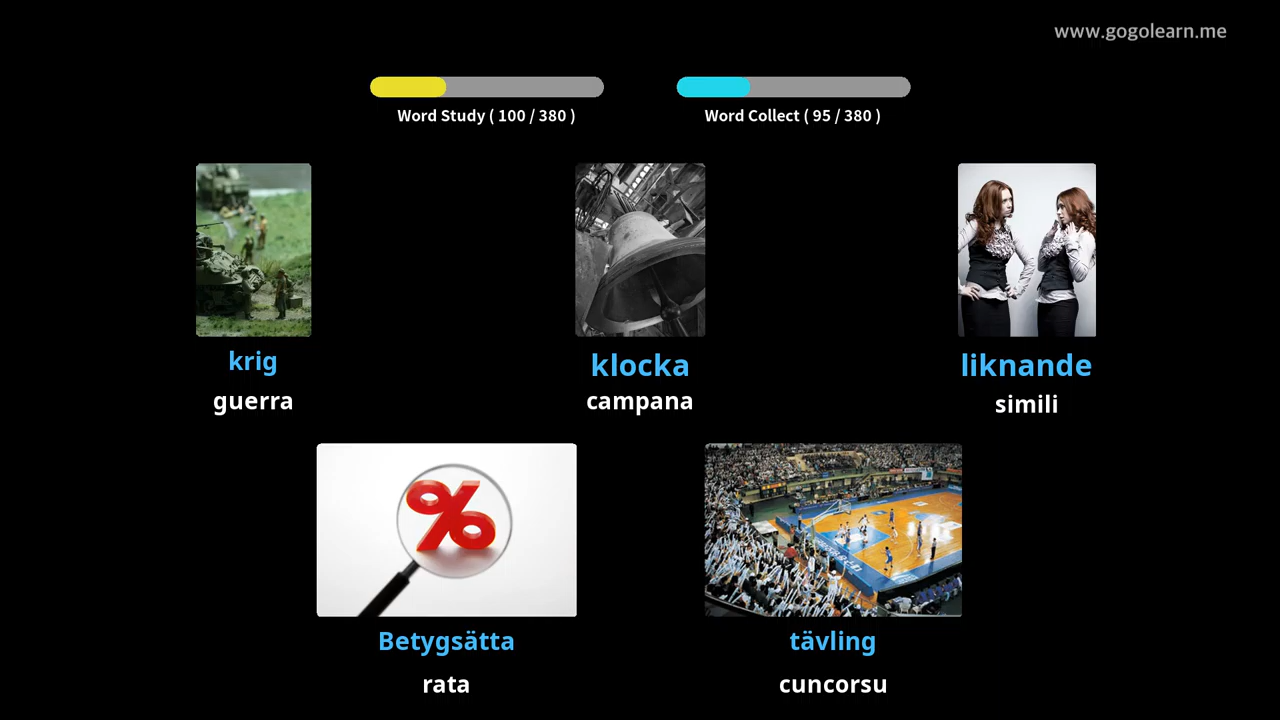 www.gogolearn.me
Word Study ( 100 / 380 )
Word Collect ( 95 / 380 )
krig
guerra
klocka
campana
liknande
simili
Betygsätta
rata
tävling
cuncorsu